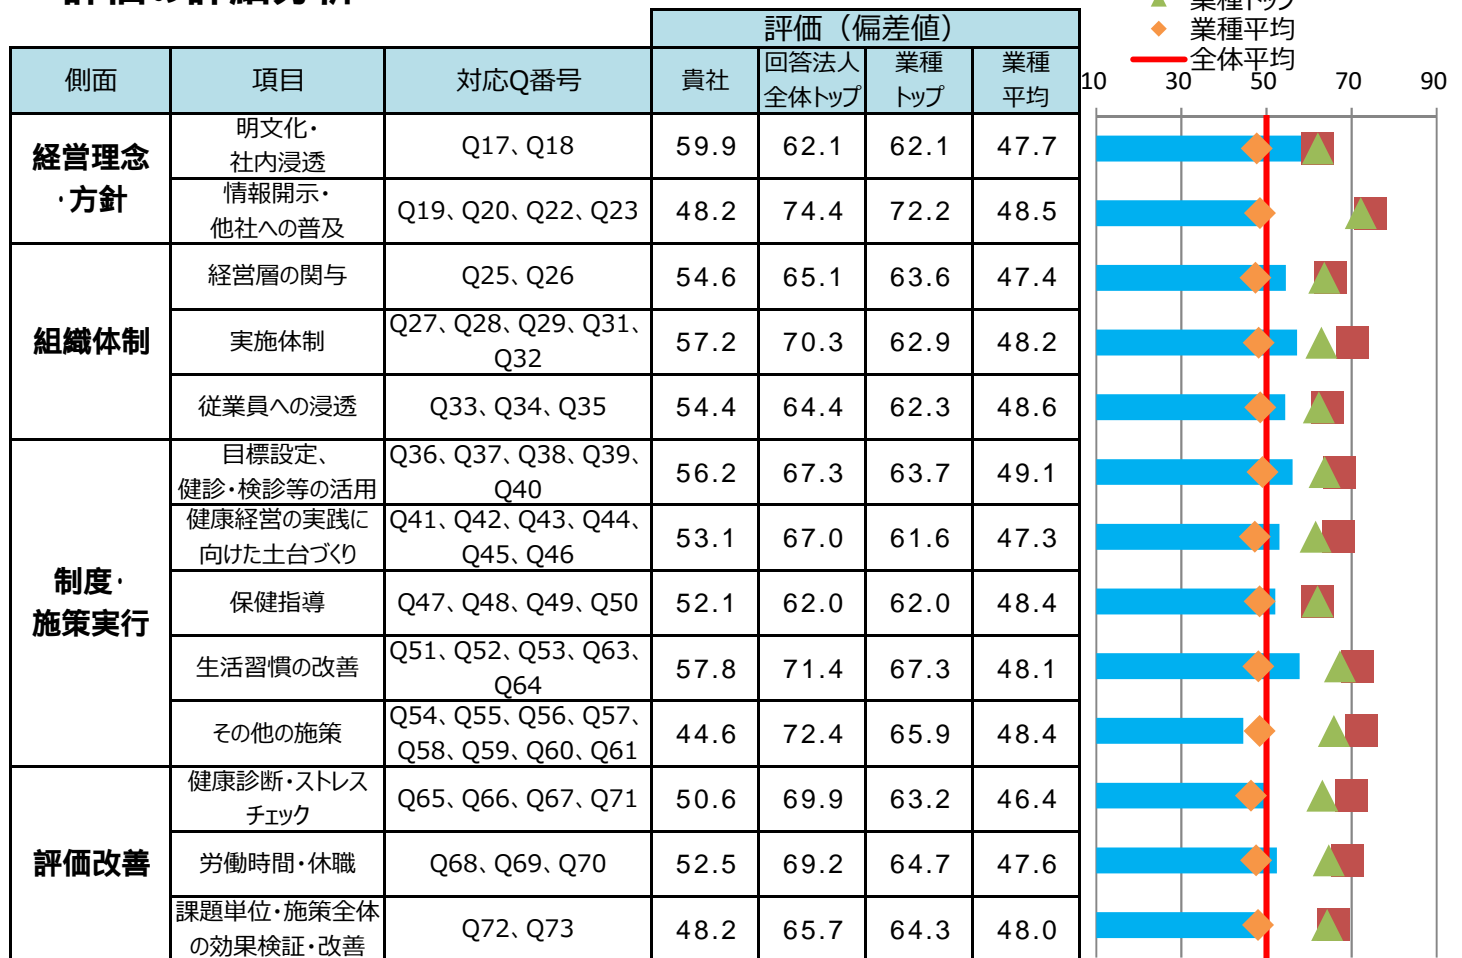 評価の詳細分析
業種トップ
業種平均
全体平均
評価（偏差値）
側面 項目 対応Q番号 貴社 回答法人 業種 業種
全体トップ トップ 平均
10 30 50 70 90
経営理念
・方針
明文化・
社内浸透
Q17、Q18 59.9 62.1 62.1 47.7
情報開示・
他社への普及
Q19、Q20、Q22、Q23 48.2 74.4 72.2 48.5
組織体制
経営層の関与 Q25、Q26 54.6 65.1 63.6 47.4
実施体制
Q27、Q28、Q29、Q31、
Q32
57.2 70.3 62.9 48.2
従業員への浸透 Q33、Q34、Q35 54.4 64.4 62.3 48.6
制度・
施策実行
目標設定、
健診・検診等の活用
Q36、Q37、Q38、Q39、
Q40
56.2 67.3 63.7 49.1
健康経営の実践に
向けた土台づくり
Q41、Q42、Q43、Q44、
Q45、Q46
53.1 67.0 61.6 47.3
保健指導 Q47、Q48、Q49、Q50 52.1 62.0 62.0 48.4
生活習慣の改善
Q51、Q52、Q53、Q63、
Q64
57.8 71.4 67.3 48.1
その他の施策
Q54、Q55、Q56、Q57、
Q58、Q59、Q60、Q61
44.6 72.4 65.9 48.4
評価改善
健康診断・ストレス
チェック
Q65、Q66、Q67、Q71 50.6 69.9 63.2 46.4
労働時間・休職 Q68、Q69、Q70 52.5 69.2 64.7 47.6
課題単位・施策全体
の効果検証・改善
Q72、Q73 48.2 65.7 64.3 48.0